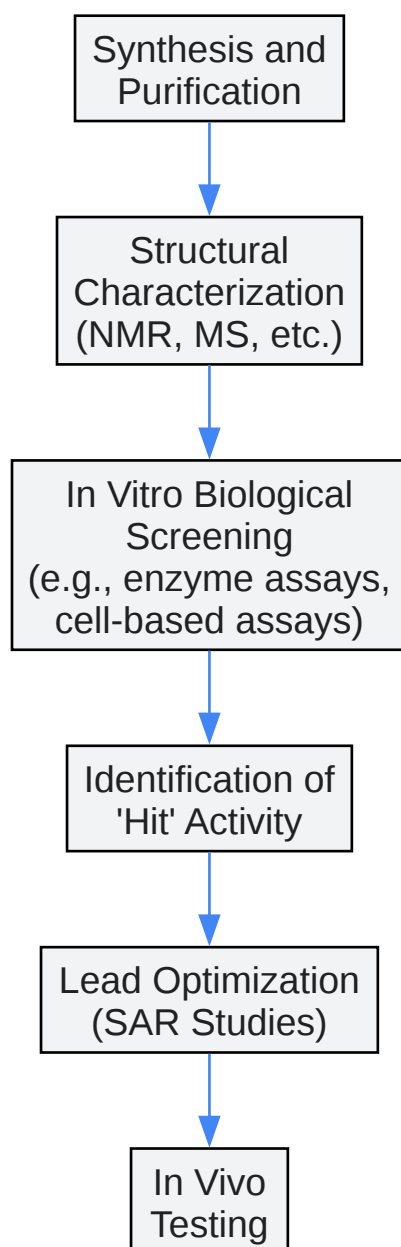 Synthesis and
Purification
Structural
Characterization
(NMR, MS, etc.)
In Vitro Biological
Screening
(e.g., enzyme assays,
cell-based assays)
Identification of
'Hit' Activity
Lead Optimization
(SAR Studies)
In Vivo
Testing